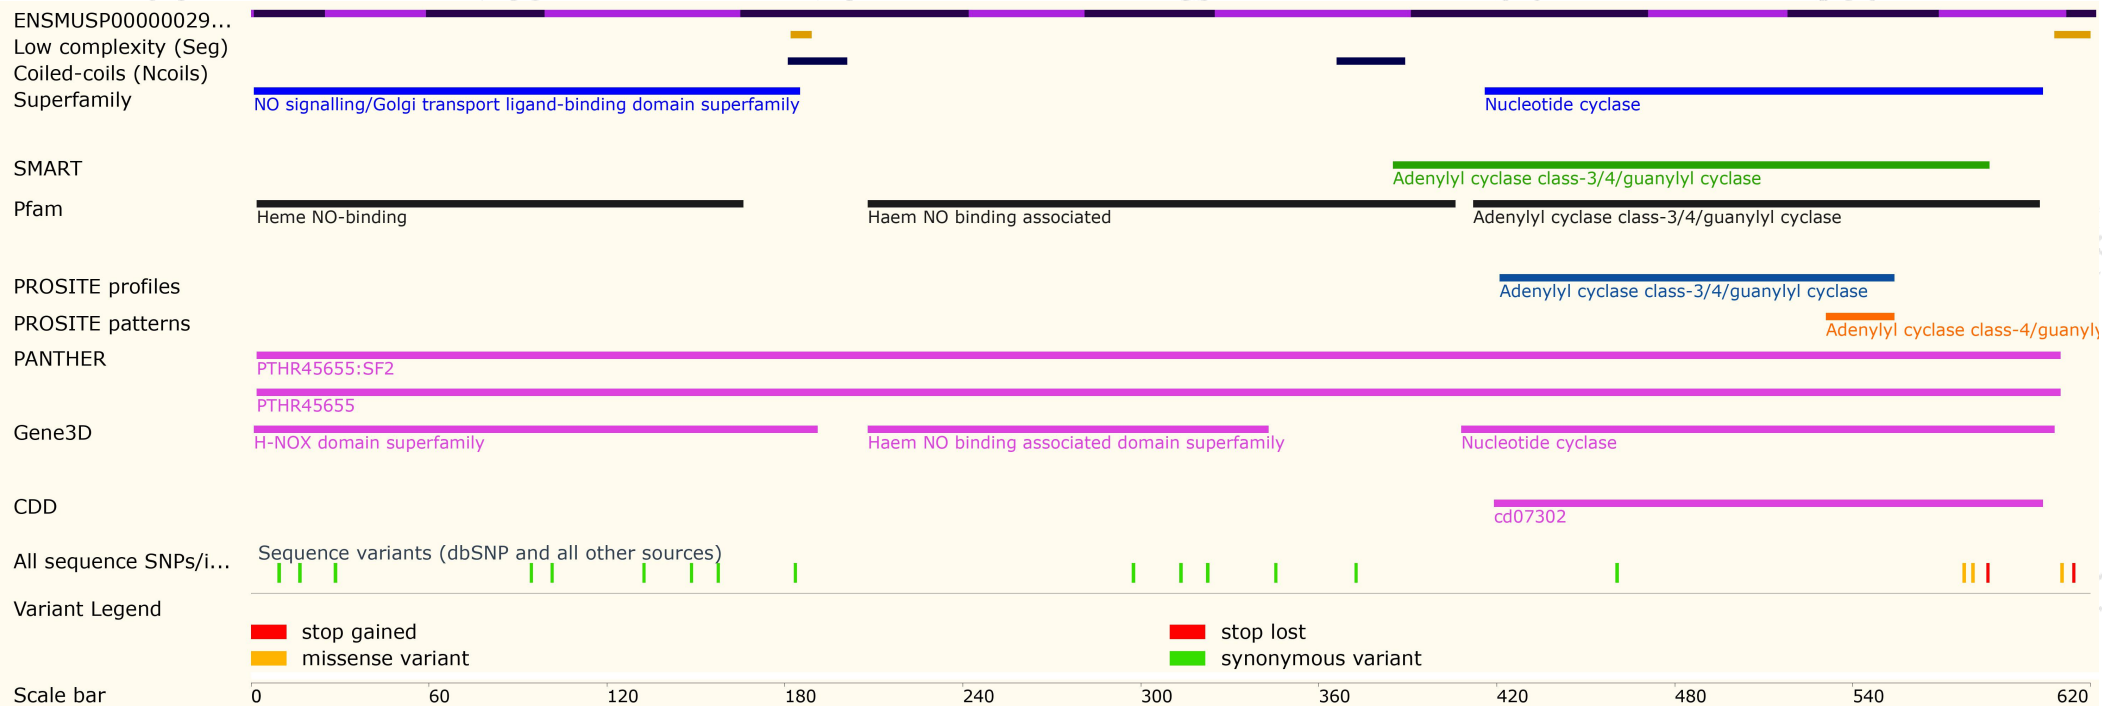 ENSMUSP00000029...
Low complexity (Seg)
Coiled-coils (Ncoils)
Superfamily
NO signalling/Golgi transport ligand-binding domain superfamily Nucleotide cyclase
SMART
Adenylyl cyclase class-3/4/guanylyl cyclase
Pfam
Heme NO-binding Haem NO binding associated Adenylyl cyclase class-3/4/guanylyl cyclase
PROSITE profiles
Adenylyl cyclase class-3/4/guanylyl cyclase
PROSITE patterns
Adenylyl cyclase class-4/guanyly
PANTHER
PTHR45655:SF2
PTHR45655
Gene3D
H-NOX domain superfamily Haem NO binding associated domain superfamily Nucleotide cyclase
CDD
cd07302
Sequence variants (dbSNP and all other sources)
All sequence SNPs/i...
Variant Legend
stop gained stop lost
missense variant synonymous variant
Scale bar 0 60 120 180 240 300 360 420 480 540 620